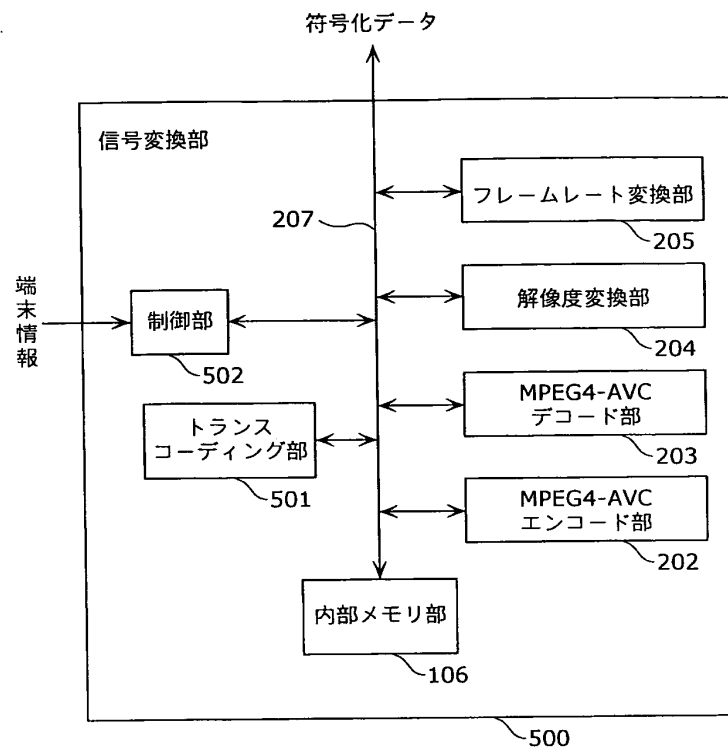 符号化データ
信号変換部
フレームレート変換部
207
205
端末情報
制御部
解像度変換部
502
204
トランス
コーディング部
MPEG4-AVC
デコード部
501
203
MPEG4-AVC
エンコード部
202
内部メモリ部
106
500